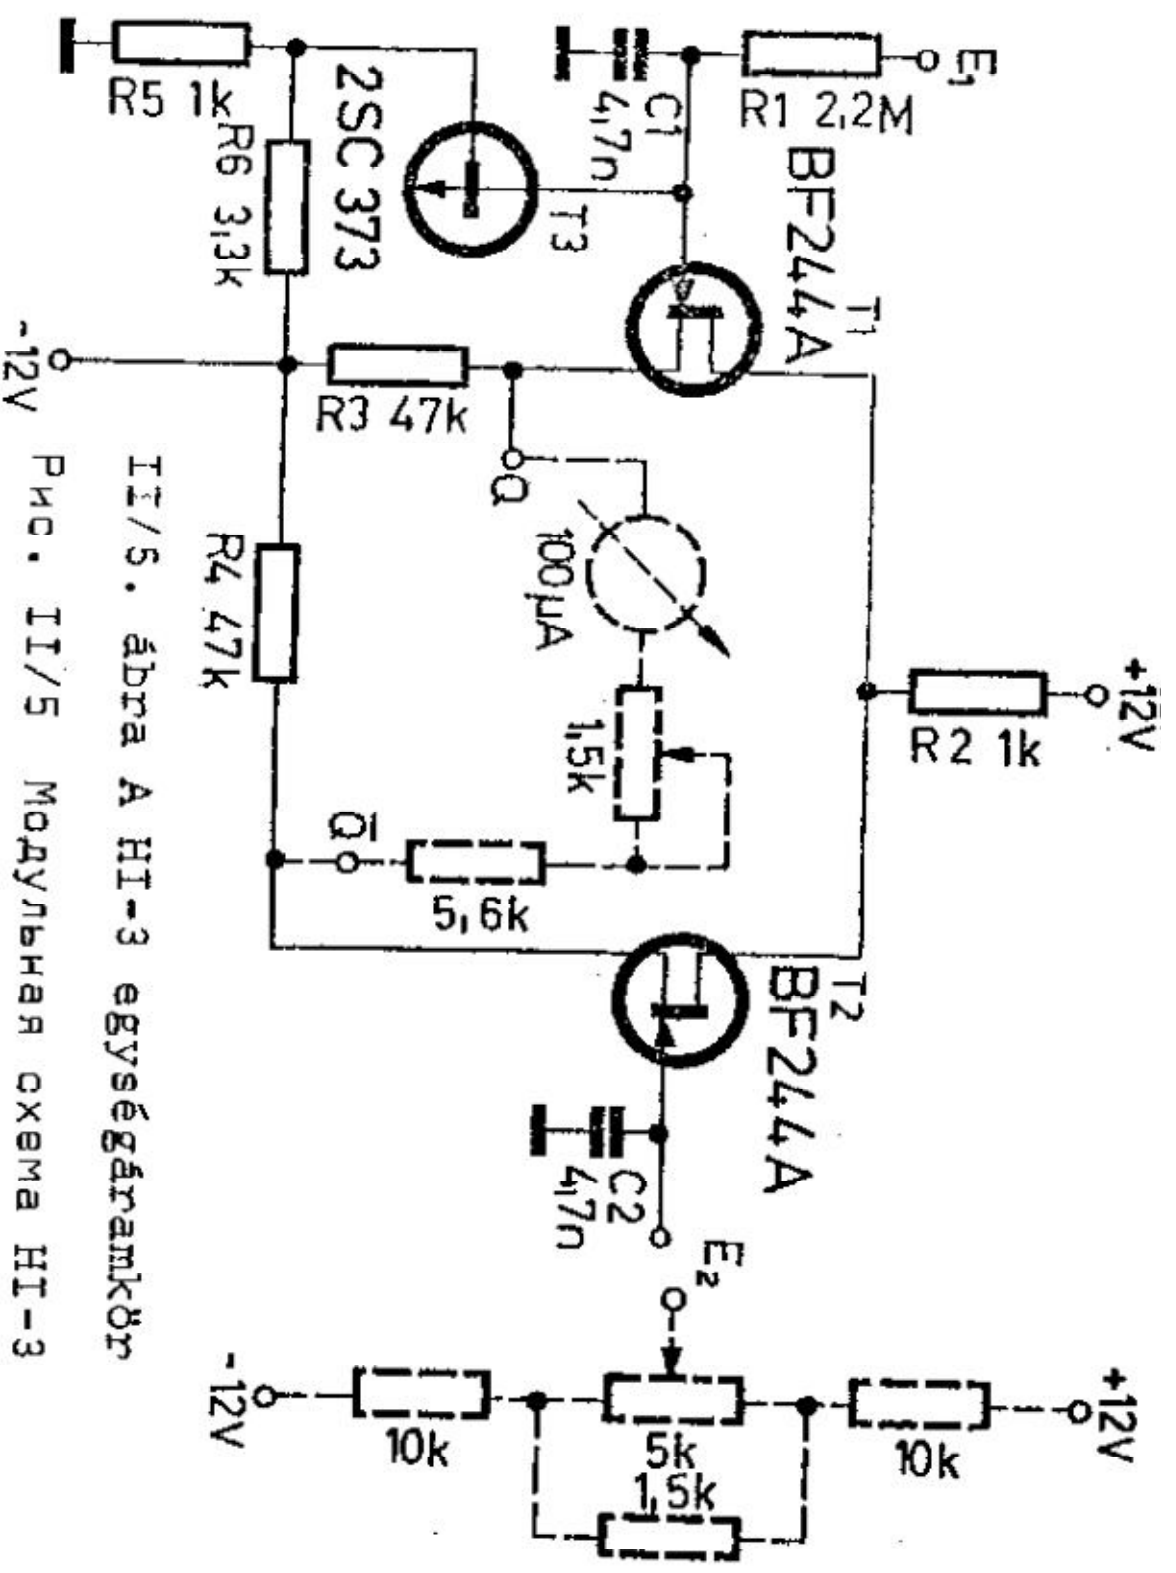 +12V
R2 1k
E₁
R1 2,2M
C1
4,7n
BF244A
T1
T2
BF244A
T3
2SC 373
R5 1k
R6 3,3k
R3 47k
Q
100µA
1,5k
5,6k
Q̅
R4 47k
-12V
C2
4,7n
E₂
+12V
10k
5k
1,5k
10k
-12V
II/5. ábra A HI-3 egységáramkör
Рис. II/5 Модульная схема HI-3